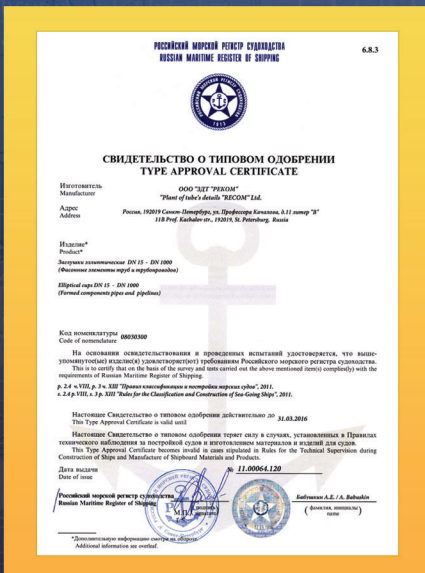 РОССИЙСКИЙ МОРСКОЙ РЕГИСТР СУДОХОДСТВА
6.8.3
RUSSIAN MARITIME REGISTER OF SHIPPING
1913
СВИДЕТЕЛЬСТВО О ТИПОВОМ ОДОБРЕНИИ
TYPE APPROVAL CERTIFICATE
Изготовитель
Manufacturer
ООО "ЗДТ "РЕКОМ"
"Plant of tube's details "RECOM" Ltd.
Адрес
Address
Россия, 192019 Санкт-Петербург, ул. Профессора Качалова, д.11 литер "В"
11B Prof. Kachalov str., 192019, St. Petersburg, Russia
Изделие*
Product*
Заглушки эллиптические DN 15 - DN 1000
(Фасонные элементы труб и трубопроводов)
Elliptical caps DN 15 - DN 1000
(Formed components pipes and pipelines)
Код номенклатуры 08030300
Code of nomenclature
На основании освидетельствования и проведенных испытаний удостоверяется, что выше-
упомянутое(ые) изделие(я) удовлетворяет(ют) требованиям Российского морского регистра судоходства.
This is to certify that on the basis of the survey and tests carried out the above mentioned item(s) complies(ly) with the
requirements of Russian Maritime Register of Shipping.
р. 2.4 ч.VIII, р. 3 ч. XIII "Правил классификации и постройки морских судов", 2011.
s. 2.4 p.VIII, s. 3 p. XIII "Rules for the Classification and Construction of Sea-Going Ships", 2011.
Настоящее Свидетельство о типовом одобрении действительно до 31.03.2016
This Type Approval Certificate is valid until
Настоящее Свидетельство о типовом одобрении теряет силу в случаях, установленных в Правилах
технического наблюдения за постройкой судов и изготовлением материалов и изделий для судов.
This Type Approval Certificate becomes invalid in cases stipulated in Rules for the Technical Supervision during
Construction of Ships and Manufacture of Shipboard Materials and Products.
Дата выдачи
Date of issue
№ 11.00064.120
Российский морской регистр судоходства
Russian Maritime Register of Shipping
М.П.
(подпись)
Бабушкин А.Е. / A. Babuskin
(фамилия, инициалы)
name
*Дополнительную информацию смотри на обороте
Additional information see overleaf.